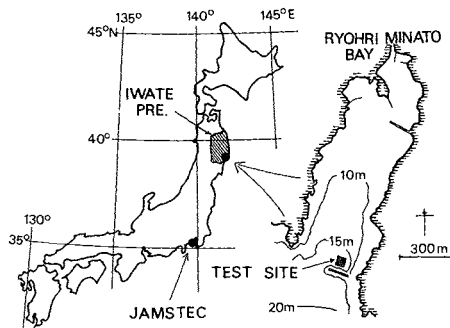 135° 140° 145°E
45°N
RYOHRI MINATO
BAY
IWATE
PRE.
40°
10m
130°
35°
15m
300m
TEST SITE
JAMSTEC
20m